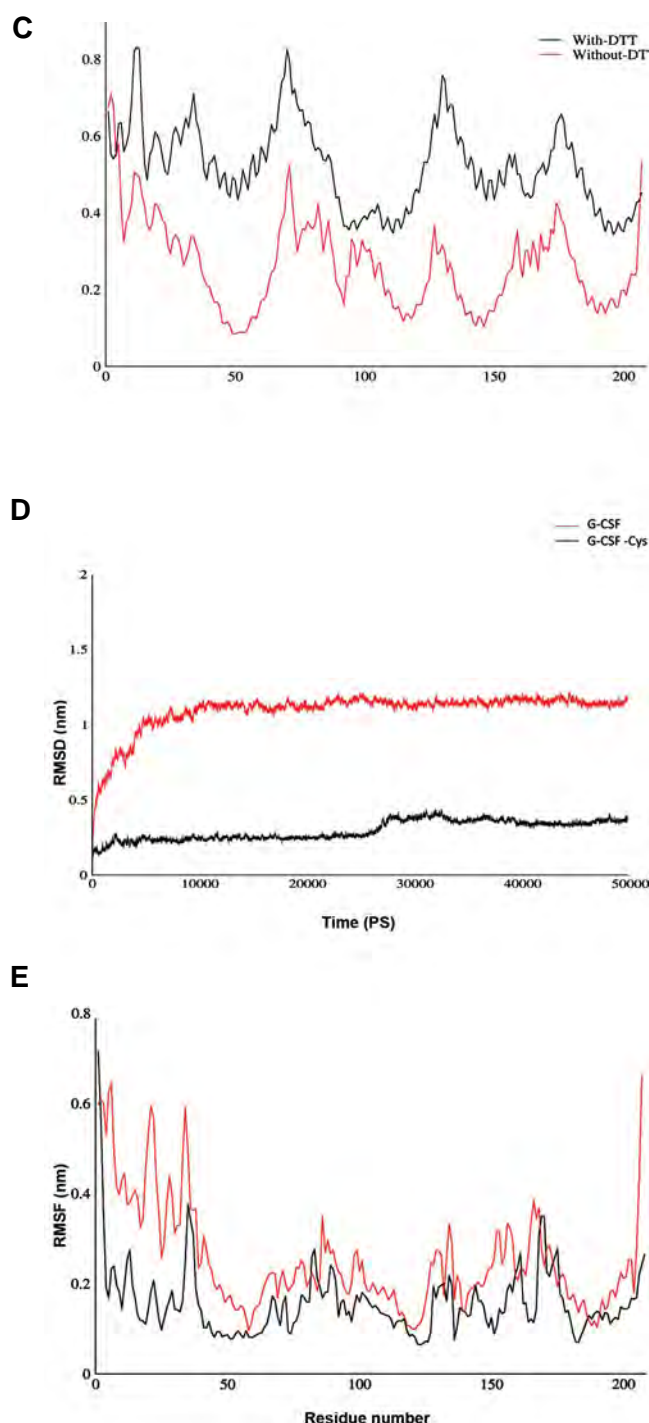 C
With-DTT
Without-DT
0.8
0.6
0.4
0.2
0
0 50 100 150 200
D
G-CSF
G-CSF -Cys
2
1.5
1
0.5
0
RMSD (nm)
0 10000 20000 30000 40000 50000
Time (PS)
E
0.8
0.6
0.4
0.2
0
RMSF (nm)
0 50 100 150 200
Residue number